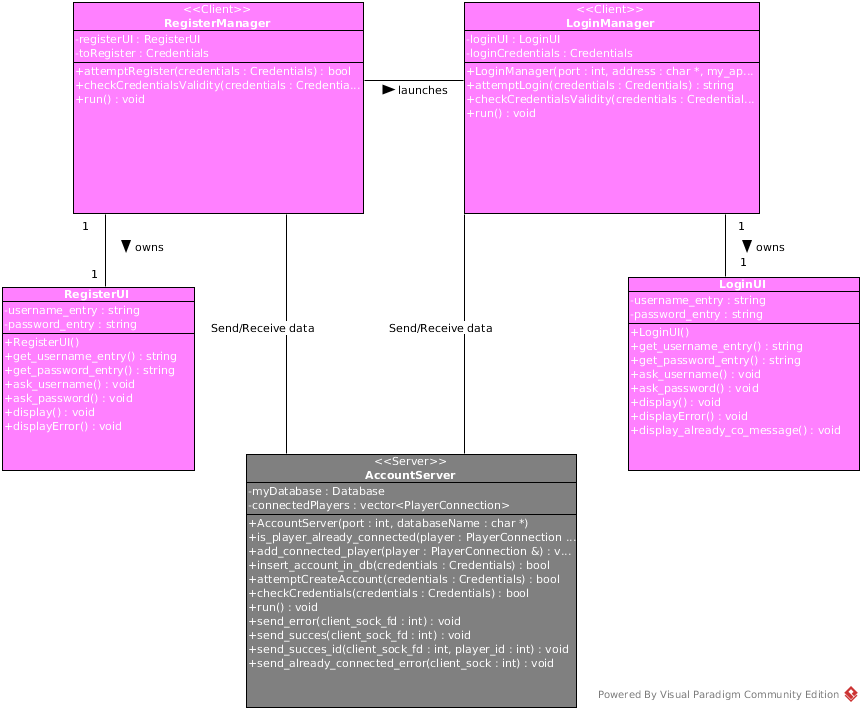 <<Client>>
RegisterManager
-registerUI : RegisterUI
-toRegister : Credentials
+attemptRegister(credentials : Credentials) : bool
+checkCredentialsValidity(credentials : Credentia...
+run() : void
<<Client>>
LoginManager
-loginUI : LoginUI
-loginCredentials : Credentials
+LoginManager(port : int, address : char *, my_ap...
+attemptLogin(credentials : Credentials) : string
+checkCredentialsValidity(credentials : Credential...
+run() : void
launches
1
owns
1
1
owns
1
Send/Receive data
Send/Receive data
RegisterUI
-username_entry : string
-password_entry : string
+RegisterUI()
+get_username_entry() : string
+get_password_entry() : string
+ask_username() : void
+ask_password() : void
+display() : void
+displayError() : void
LoginUI
-username_entry : string
-password_entry : string
+LoginUI()
+get_username_entry() : string
+get_password_entry() : string
+ask_username() : void
+ask_password() : void
+display() : void
+displayError() : void
+display_already_co_message() : void
<<Server>>
AccountServer
-myDatabase : Database
-connectedPlayers : vector<PlayerConnection>
+AccountServer(port : int, databaseName : char *)
+is_player_already_connected(player : PlayerConnection ...
+add_connected_player(player : PlayerConnection &) : v...
+insert_account_in_db(credentials : Credentials) : bool
+attemptCreateAccount(credentials : Credentials) : bool
+checkCredentials(credentials : Credentials) : bool
+run() : void
+send_error(client_sock_fd : int) : void
+send_succes(client_sock_fd : int) : void
+send_succes_id(client_sock_fd : int, player_id : int) : void
+send_already_connected_error(client_sock : int) : void
Powered By Visual Paradigm Community Edition